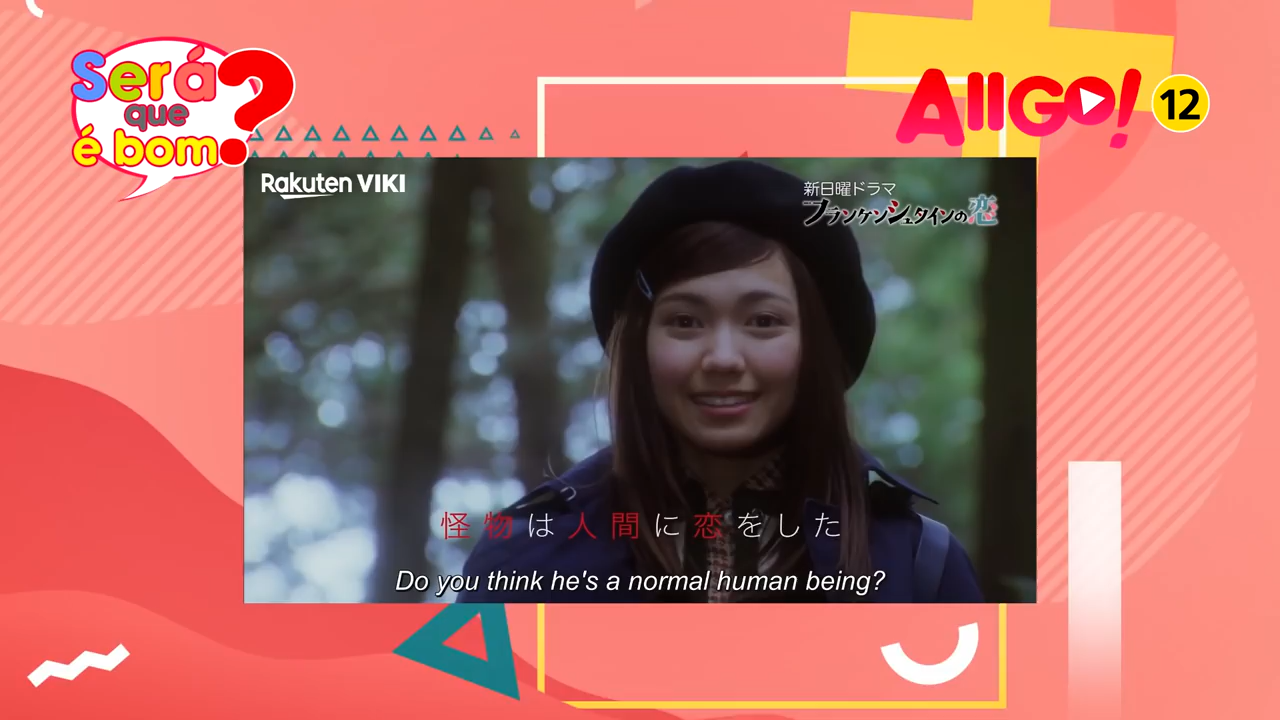 Será
que
é bom?
AllGO!
12
Rakuten VIKI
新日曜ドラマ
フランケンシュタインの恋
怪物は人間に恋をした
Do you think he's a normal human being?